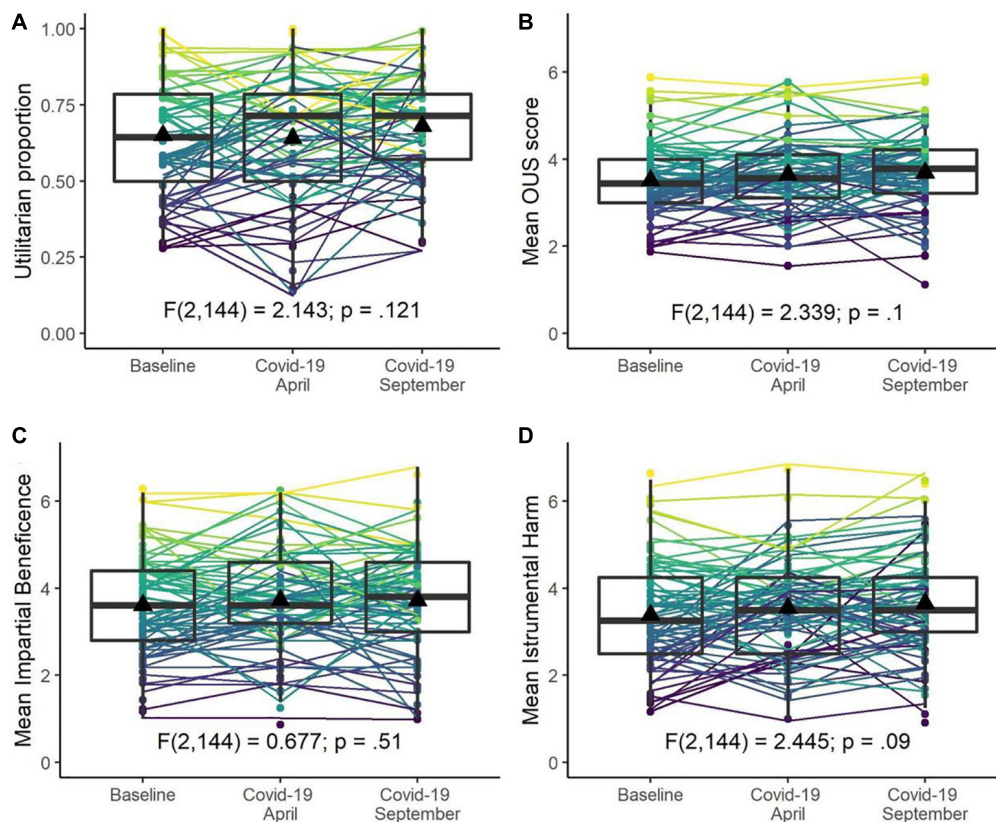 A
Utilitarian proportion
1.00
0.75
0.50
0.25
0.00
F(2,144) = 2.143; p = .121
Baseline
Covid-19
April
Covid-19
September
B
Mean OUS score
6
4
2
0
F(2,144) = 2.339; p = .1
Baseline
Covid-19
April
Covid-19
September
C
Mean Impartial Beneficence
6
4
2
0
F(2,144) = 0.677; p = .51
Baseline
Covid-19
April
Covid-19
September
D
Mean Istrumental Harm
6
4
2
0
F(2,144) = 2.445; p = .09
Baseline
Covid-19
April
Covid-19
September